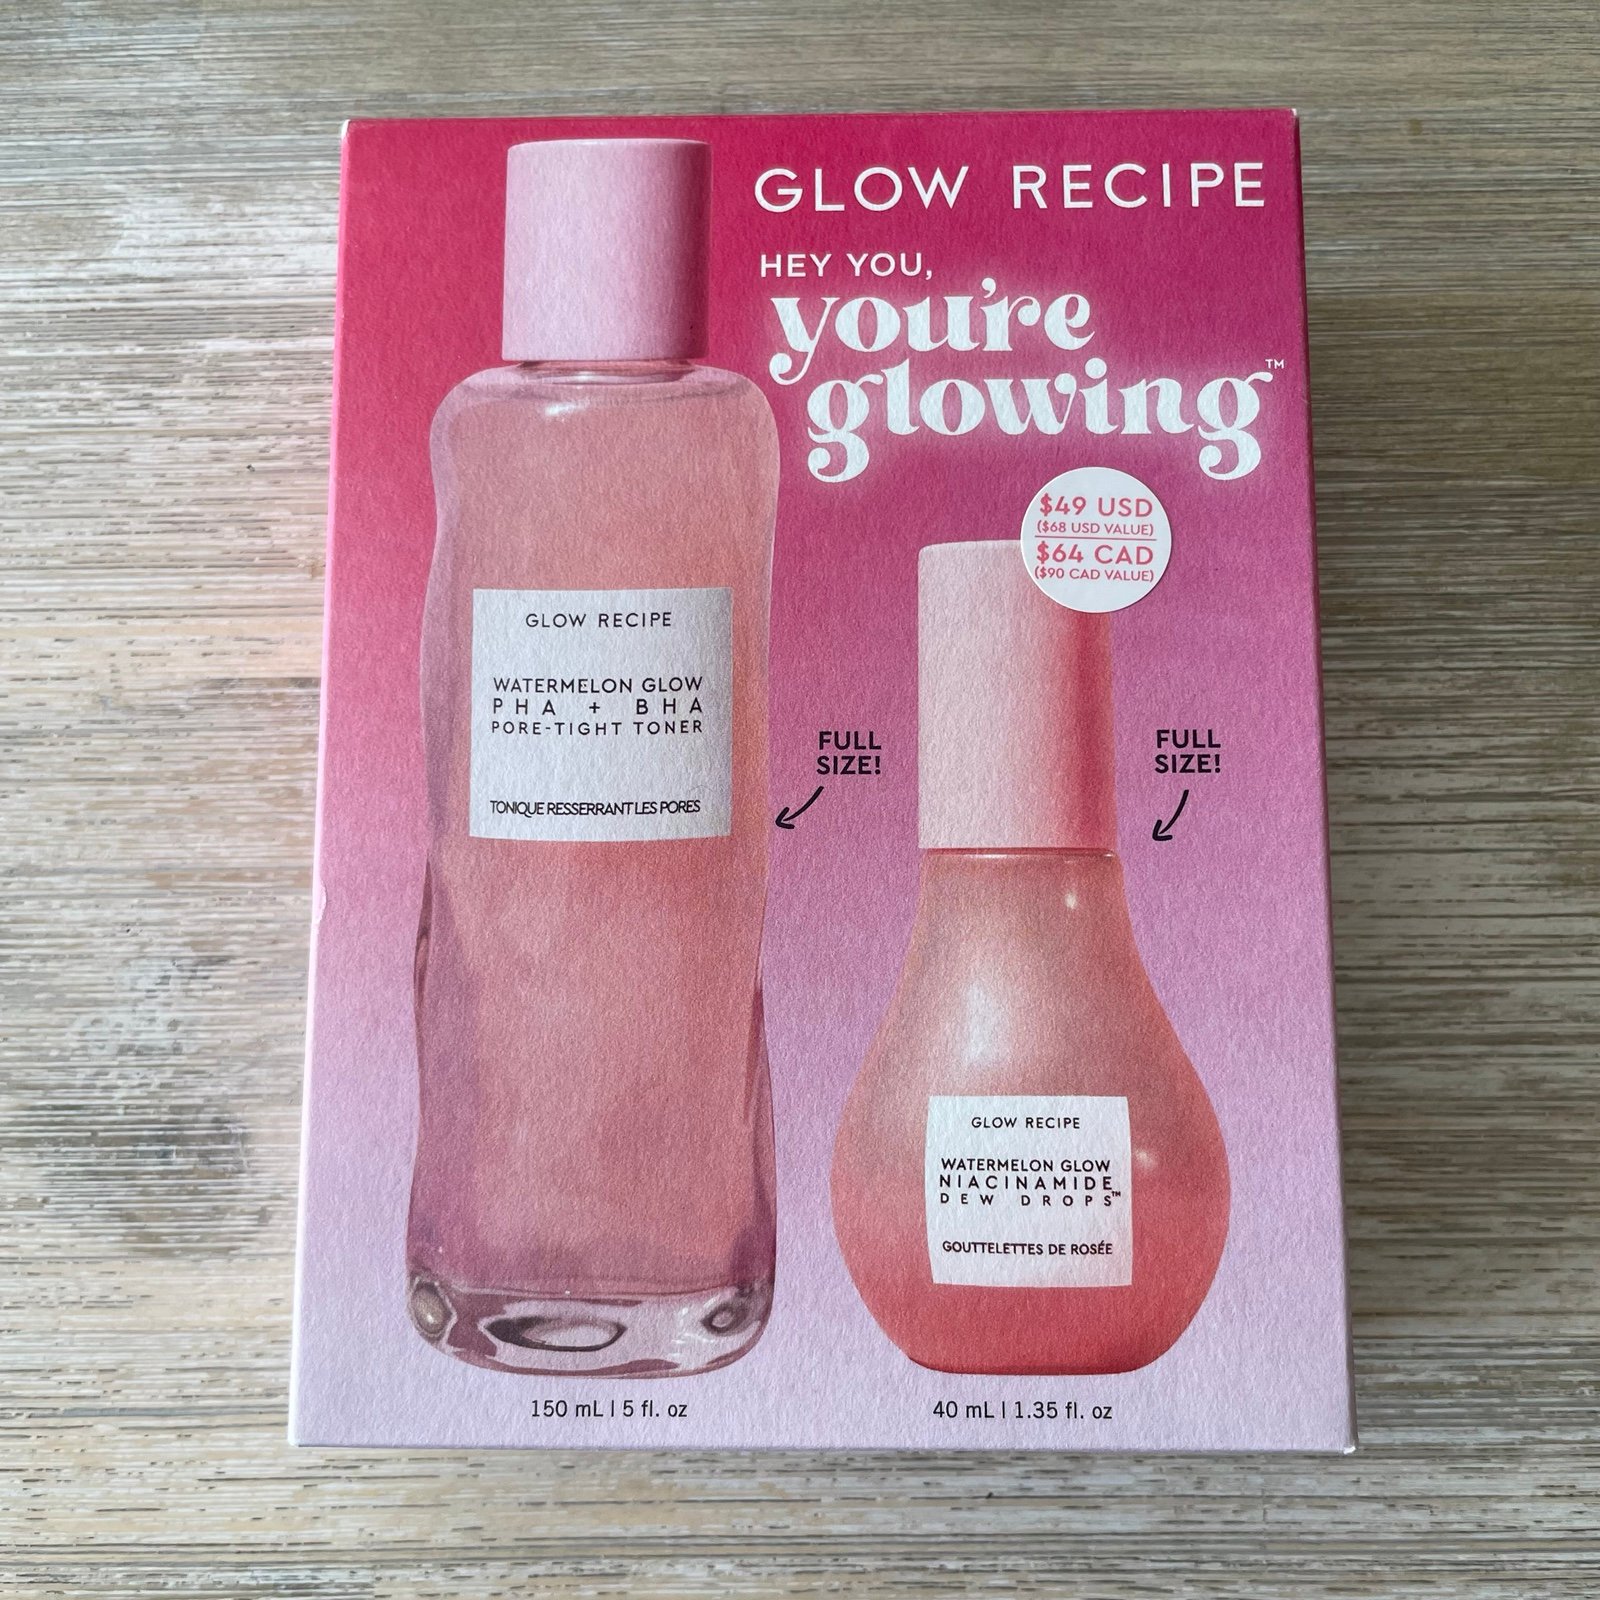 GLOW RECIPE
HEY YOU,
you're
glowing™
$49 USD
($68 USD VALUE)
$64 CAD
($90 CAD VALUE)
GLOW RECIPE
WATERMELON GLOW
PHA + BHA
PORE-TIGHT TONER
TONIQUE RESSERRANT LES PORES
FULL
SIZE!
FULL
SIZE!
GLOW RECIPE
WATERMELON GLOW
NIACINAMIDE
DEW DROPS™
GOUTTELETTES DE ROSÉE
150 mL | 5 fl. oz
40 mL | 1.35 fl. oz